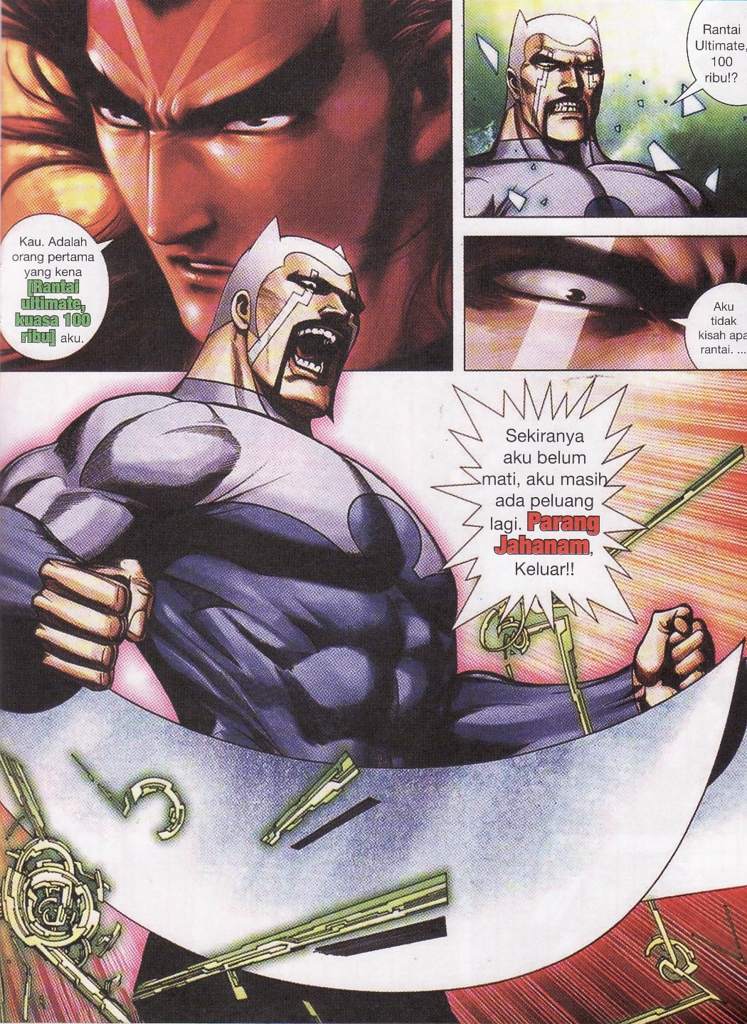 Kau. Adalah
orang pertama
yang kena
[Rantai
ultimate,
kuasa 100
ribu] aku.
Rantai
Ultimate,
100
ribu!?
Aku
tidak
kisah apa
rantai. ...
Sekiranya
aku belum
mati, aku masih
ada peluang
lagi. Parang
Jahanam,
Keluar!!